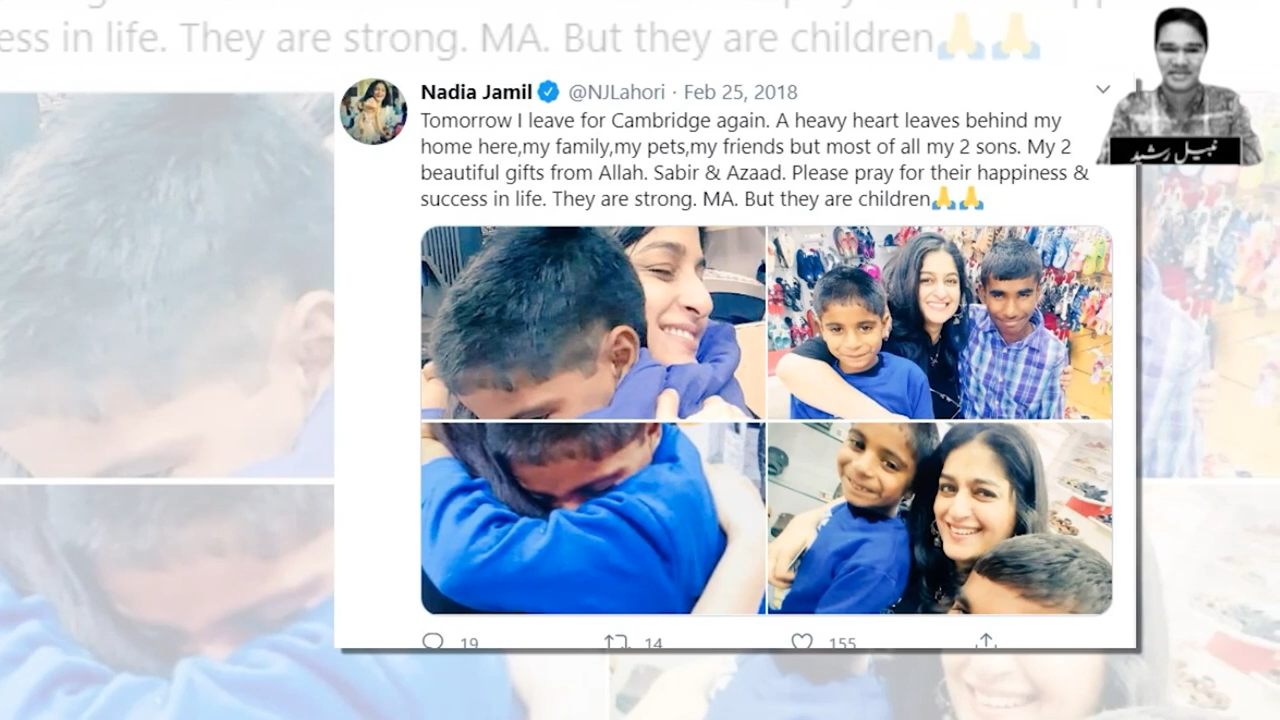 ess in life. They are strong. MA. But they are children🙏🙏
Nadia Jamil @NJLahori · Feb 25, 2018
Tomorrow I leave for Cambridge again. A heavy heart leaves behind my
home here,my family,my pets,my friends but most of all my 2 sons. My 2
beautiful gifts from Allah. Sabir & Azaad. Please pray for their happiness &
success in life. They are strong. MA. But they are children🙏🙏
نبیل رشید
19 14 155